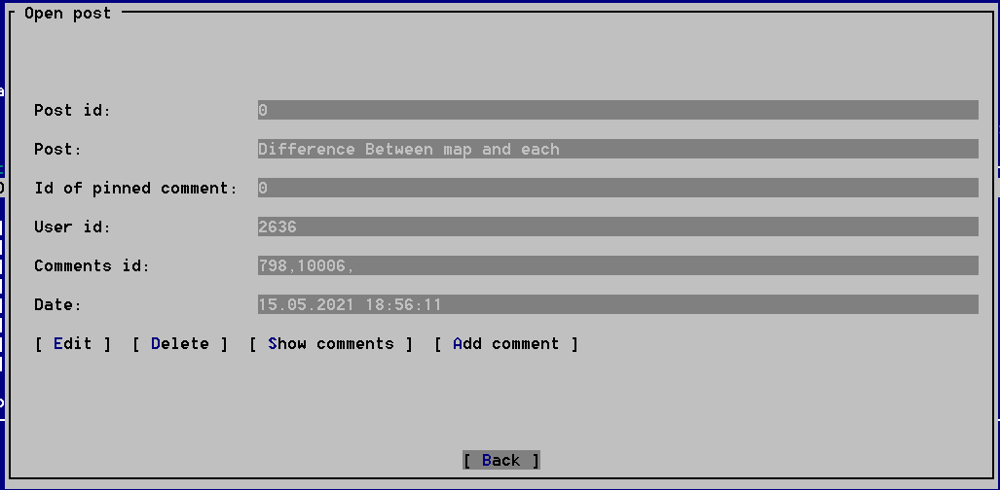 Open post
Post id: 0
Post: Difference Between map and each
Id of pinned comment: 0
User id: 2636
Comments id: 798,10006,
Date: 15.05.2021 18:56:11
[ Edit ] [ Delete ] [ Show comments ] [ Add comment ]
[ Back ]